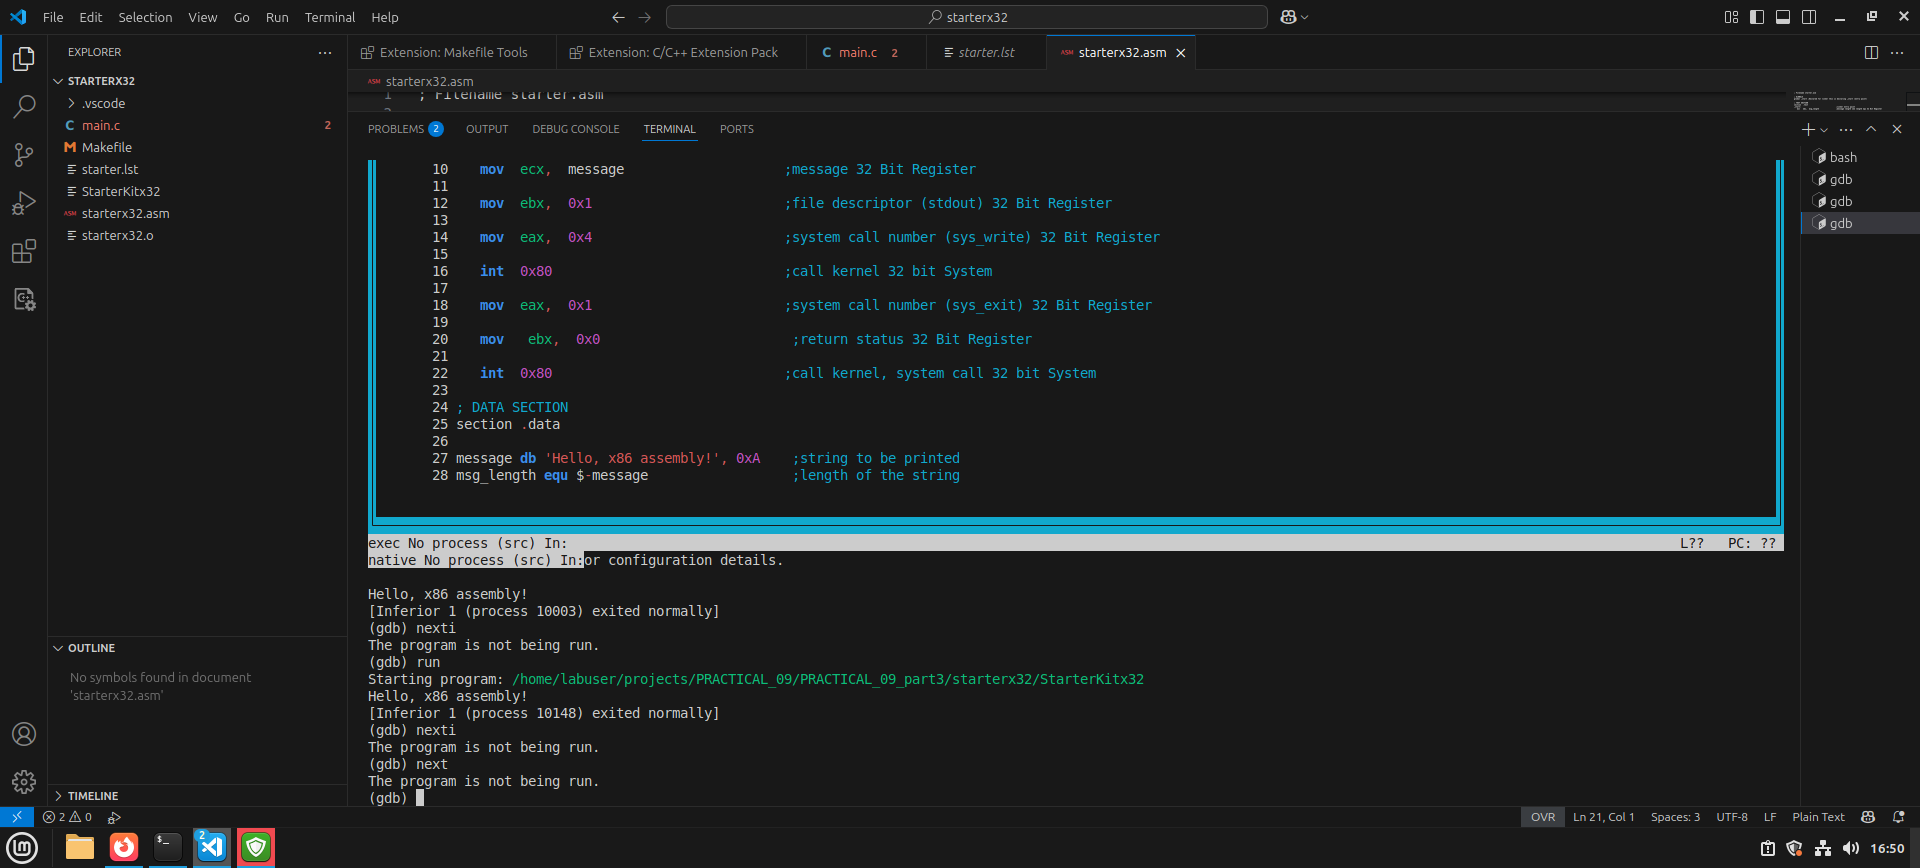 File Edit Selection View Go Run Terminal Help
starterx32
EXPLORER
STARTERX32
.vscode
main.c 2
Makefile
starter.lst
StarterKitx32
starterx32.asm
starterx32.o
OUTLINE
No symbols found in document
'starterx32.asm'
TIMELINE
Extension: Makefile Tools Extension: C/C++ Extension Pack main.c 2 starter.lst starterx32.asm
starterx32.asm
1 ; Filename starter.asm
PROBLEMS 2 OUTPUT DEBUG CONSOLE TERMINAL PORTS
10 mov ecx, message ;message 32 Bit Register
11
12 mov ebx, 0x1 ;file descriptor (stdout) 32 Bit Register
13
14 mov eax, 0x4 ;system call number (sys_write) 32 Bit Register
15
16 int 0x80 ;call kernel 32 bit System
17
18 mov eax, 0x1 ;system call number (sys_exit) 32 Bit Register
19
20 mov ebx, 0x0 ;return status 32 Bit Register
21
22 int 0x80 ;call kernel, system call 32 bit System
23
24 ; DATA SECTION
25 section .data
26
27 message db 'Hello, x86 assembly!', 0xA ;string to be printed
28 msg_length equ $-message ;length of the string
exec No process (src) In: L?? PC: ??
native No process (src) In:or configuration details.
Hello, x86 assembly!
[Inferior 1 (process 10003) exited normally]
(gdb) nexti
The program is not being run.
(gdb) run
Starting program: /home/labuser/projects/PRACTICAL_09/PRACTICAL_09_part3/starterx32/StarterKitx32
Hello, x86 assembly!
[Inferior 1 (process 10148) exited normally]
(gdb) nexti
The program is not being run.
(gdb) next
The program is not being run.
(gdb)
bash
gdb
gdb
gdb
2 0 OVR Ln 21, Col 1 Spaces: 3 UTF-8 LF Plain Text
2
16:50